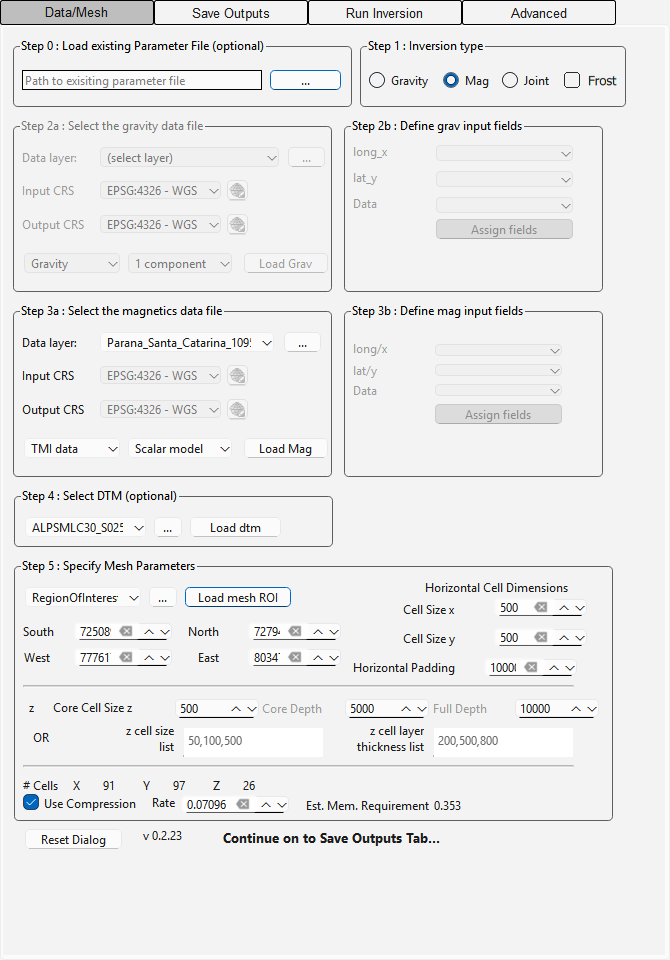 Data/Mesh Save Outputs Run Inversion Advanced
Step 0 : Load existing Parameter File (optional)
Path to exisiting parameter file ...
Step 1 : Inversion type
Gravity Mag Joint Frost
Step 2a : Select the gravity data file
Data layer: (select layer) ...
Input CRS EPSG:4326 - WGS
Output CRS EPSG:4326 - WGS
Gravity 1 component Load Grav
Step 2b : Define grav input fields
long_x
lat_y
Data
Assign fields
Step 3a : Select the magnetics data file
Data layer: Parana_Santa_Catarina_109 ...
Input CRS EPSG:4326 - WGS
Output CRS EPSG:4326 - WGS
TMI data Scalar model Load Mag
Step 3b : Define mag input fields
long/x
lat/y
Data
Assign fields
Step 4 : Select DTM (optional)
ALPSMLC30_S025 ... Load dtm
Step 5 : Specify Mesh Parameters
RegionOfInteres ... Load mesh ROI
South 72508 North 7279
West 77761 East 8034
Horizontal Cell Dimensions
Cell Size x 500
Cell Size y 500
Horizontal Padding 1000
z Core Cell Size z 500 Core Depth 5000 Full Depth 10000
OR z cell size list 50,100,500 z cell layer thickness list 200,500,800
# Cells X 91 Y 97 Z 26
Use Compression Rate 0.07096 Est. Mem. Requirement 0.353
Reset Dialog v 0.2.23 Continue on to Save Outputs Tab...